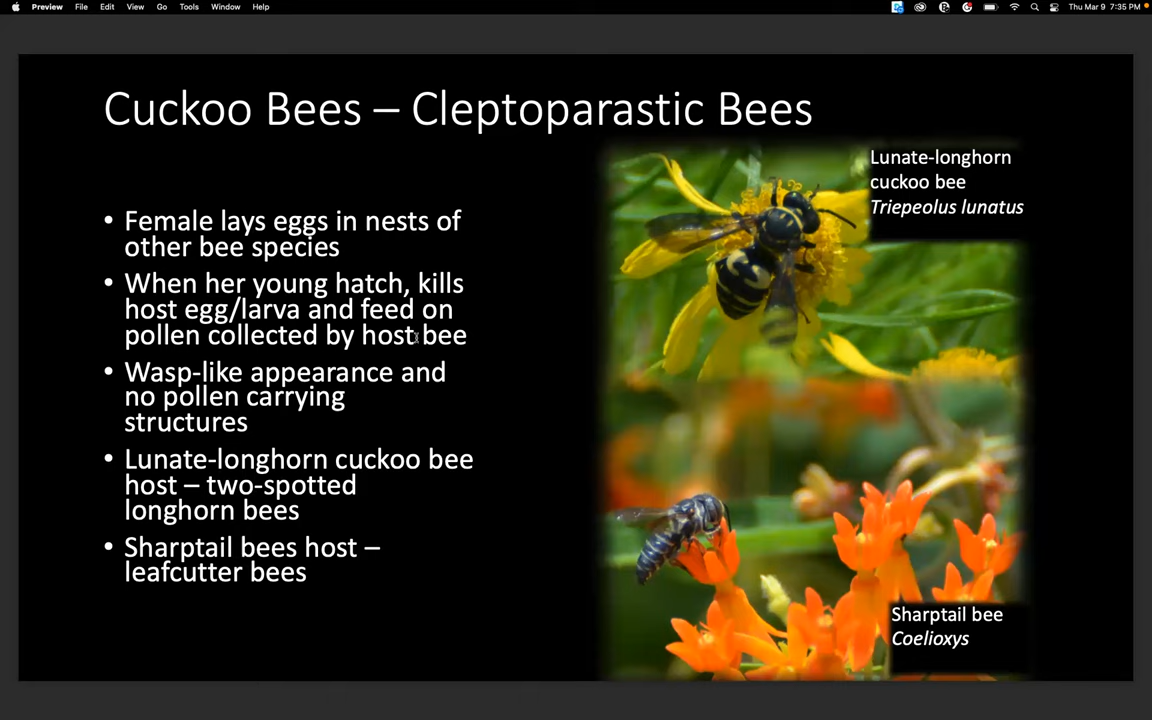 Preview File Edit View Go Tools Window Help Thu Mar 9 7:35 PM
Cuckoo Bees – Cleptoparastic Bees
• Female lays eggs in nests of
other bee species
• When her young hatch, kills
host egg/larva and feed on
pollen collected by host bee
• Wasp-like appearance and
no pollen carrying
structures
• Lunate-longhorn cuckoo bee
host – two-spotted
longhorn bees
• Sharptail bees host –
leafcutter bees
Lunate-longhorn
cuckoo bee
Triepeolus lunatus
Sharptail bee
Coelioxys